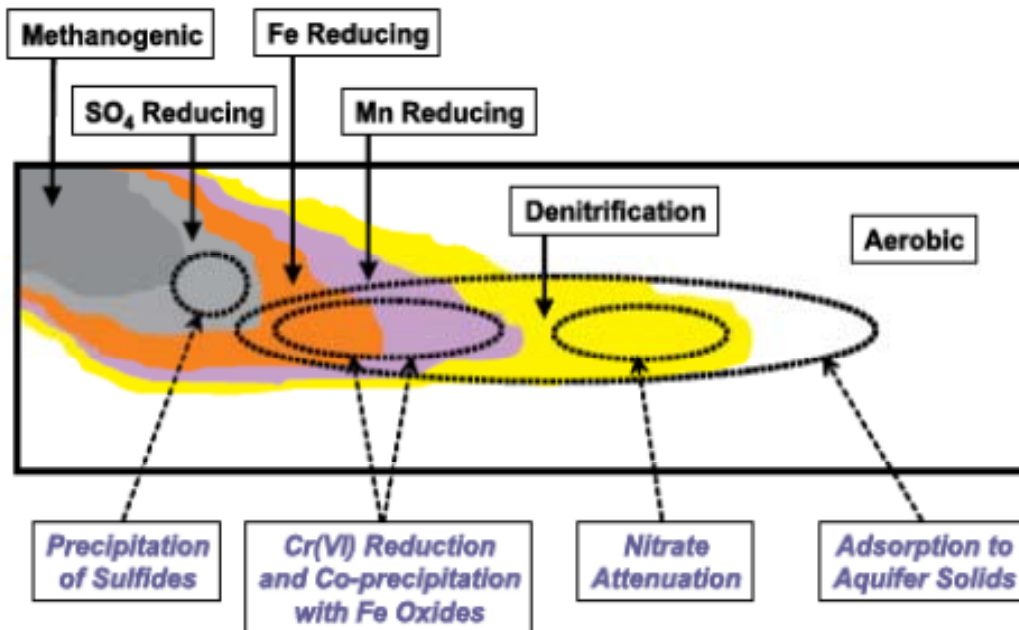 Methanogenic
Fe Reducing
SO₄ Reducing
Mn Reducing
Denitrification
Aerobic
Precipitation
of Sulfides
Cr(VI) Reduction
and Co-precipitation
with Fe Oxides
Nitrate
Attenuation
Adsorption to
Aquifer Solids